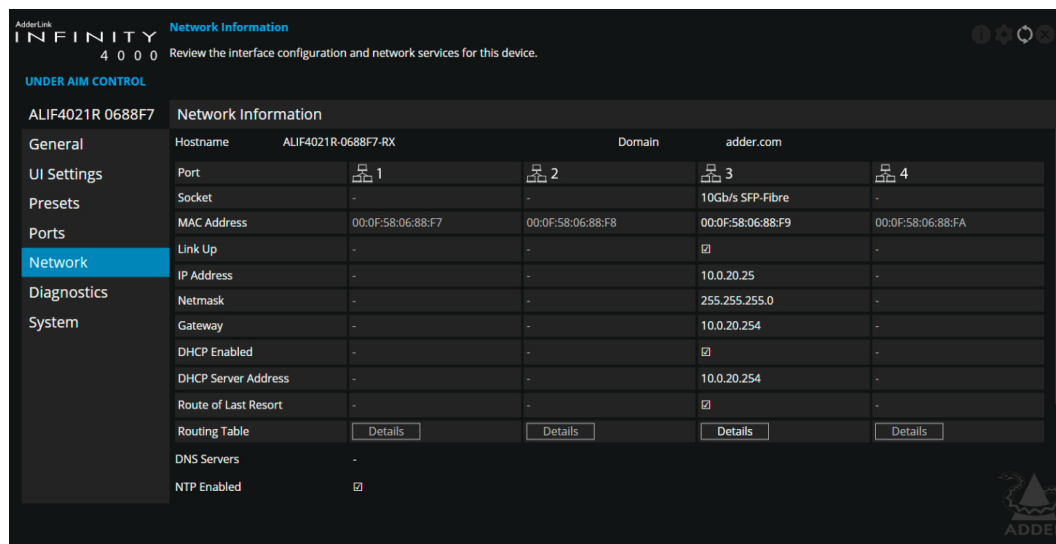 AdderLink
INFINITY
4000
Network Information
Review the interface configuration and network services for this device.
UNDER AIM CONTROL
ALIF4021R 0688F7
General
UI Settings
Presets
Ports
Network
Diagnostics
System
Network Information
Hostname ALIF4021R-0688F7-RX Domain adder.com
Port 1 2 3 4
Socket - - 10Gb/s SFP-Fibre -
MAC Address 00:0F:58:06:88:F7 00:0F:58:06:88:F8 00:0F:58:06:88:F9 00:0F:58:06:88:FA
Link Up - - ☑ -
IP Address - - 10.0.20.25 -
Netmask - - 255.255.255.0 -
Gateway - - 10.0.20.254 -
DHCP Enabled - - ☑ -
DHCP Server Address - - 10.0.20.254 -
Route of Last Resort - - ☑ -
Routing Table Details Details Details Details
DNS Servers -
NTP Enabled ☑
ADDE